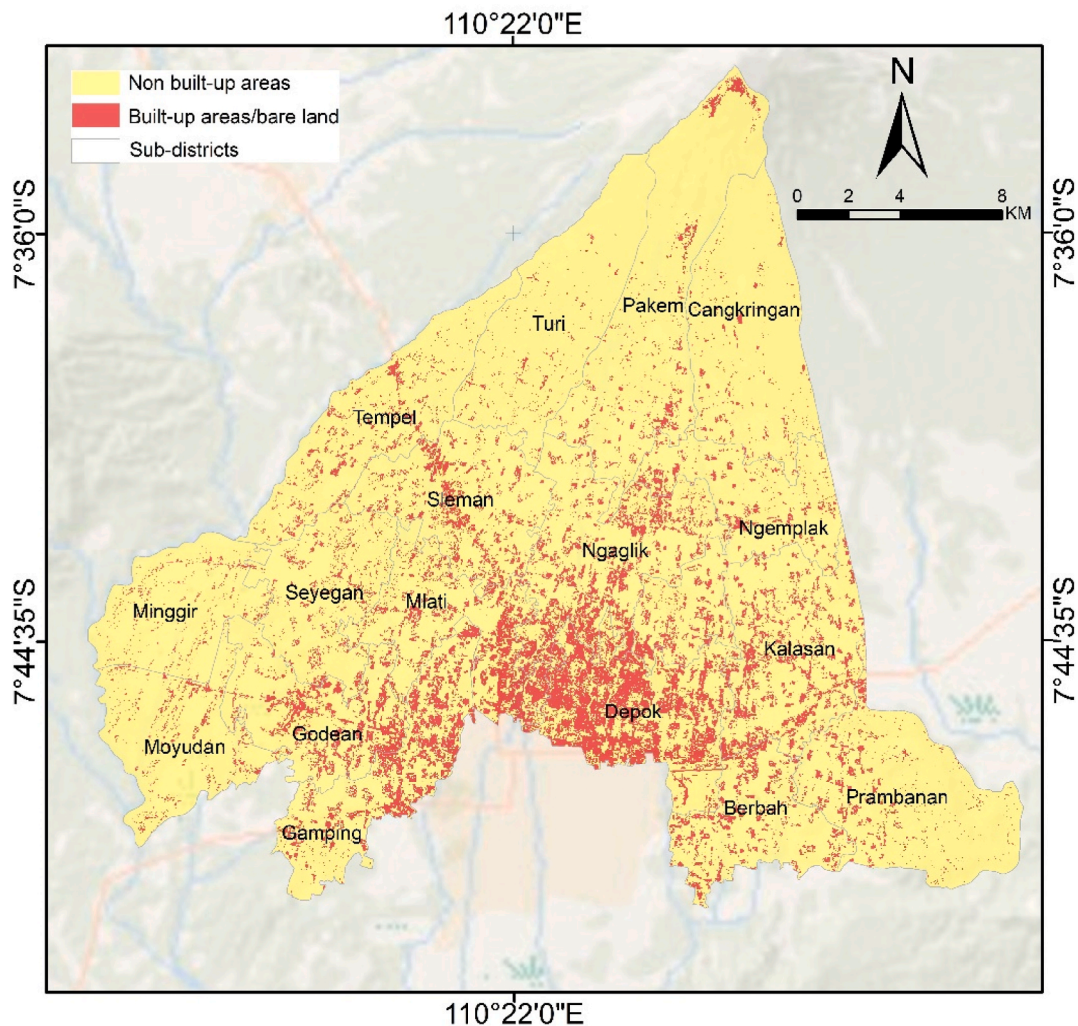 110°22'0"E
Non built-up areas
Built-up areas/bare land
Sub-districts
N
0 2 4 8
KM
7°36'0"S
7°36'0"S
Pakem
Cangkringan
Turi
Tempel
Sleman
Ngemplak
Ngaglik
Seyegan
Mlati
Minggir
7°44'35"S
7°44'35"S
Kalasan
Depok
Godean
Moyudan
Prambanan
Berbah
Gamping
110°22'0"E